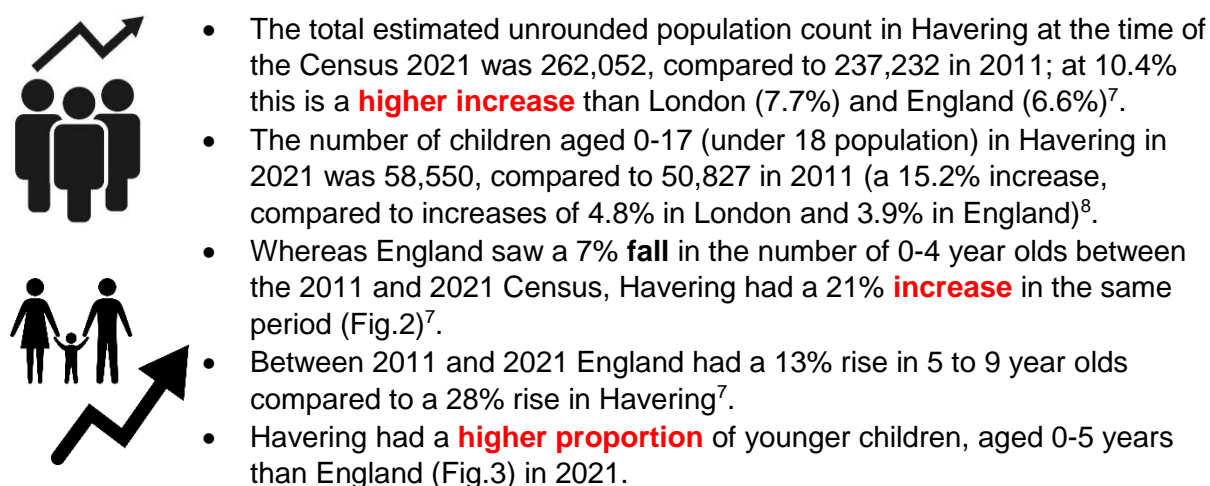 • The total estimated unrounded population count in Havering at the time of
the Census 2021 was 262,052, compared to 237,232 in 2011; at 10.4%
this is a higher increase than London (7.7%) and England (6.6%)⁷.
• The number of children aged 0-17 (under 18 population) in Havering in
2021 was 58,550, compared to 50,827 in 2011 (a 15.2% increase,
compared to increases of 4.8% in London and 3.9% in England)⁸.
• Whereas England saw a 7% fall in the number of 0-4 year olds between
the 2011 and 2021 Census, Havering had a 21% increase in the same
period (Fig.2)⁷.
• Between 2011 and 2021 England had a 13% rise in 5 to 9 year olds
compared to a 28% rise in Havering⁷.
• Havering had a higher proportion of younger children, aged 0-5 years
than England (Fig.3) in 2021.